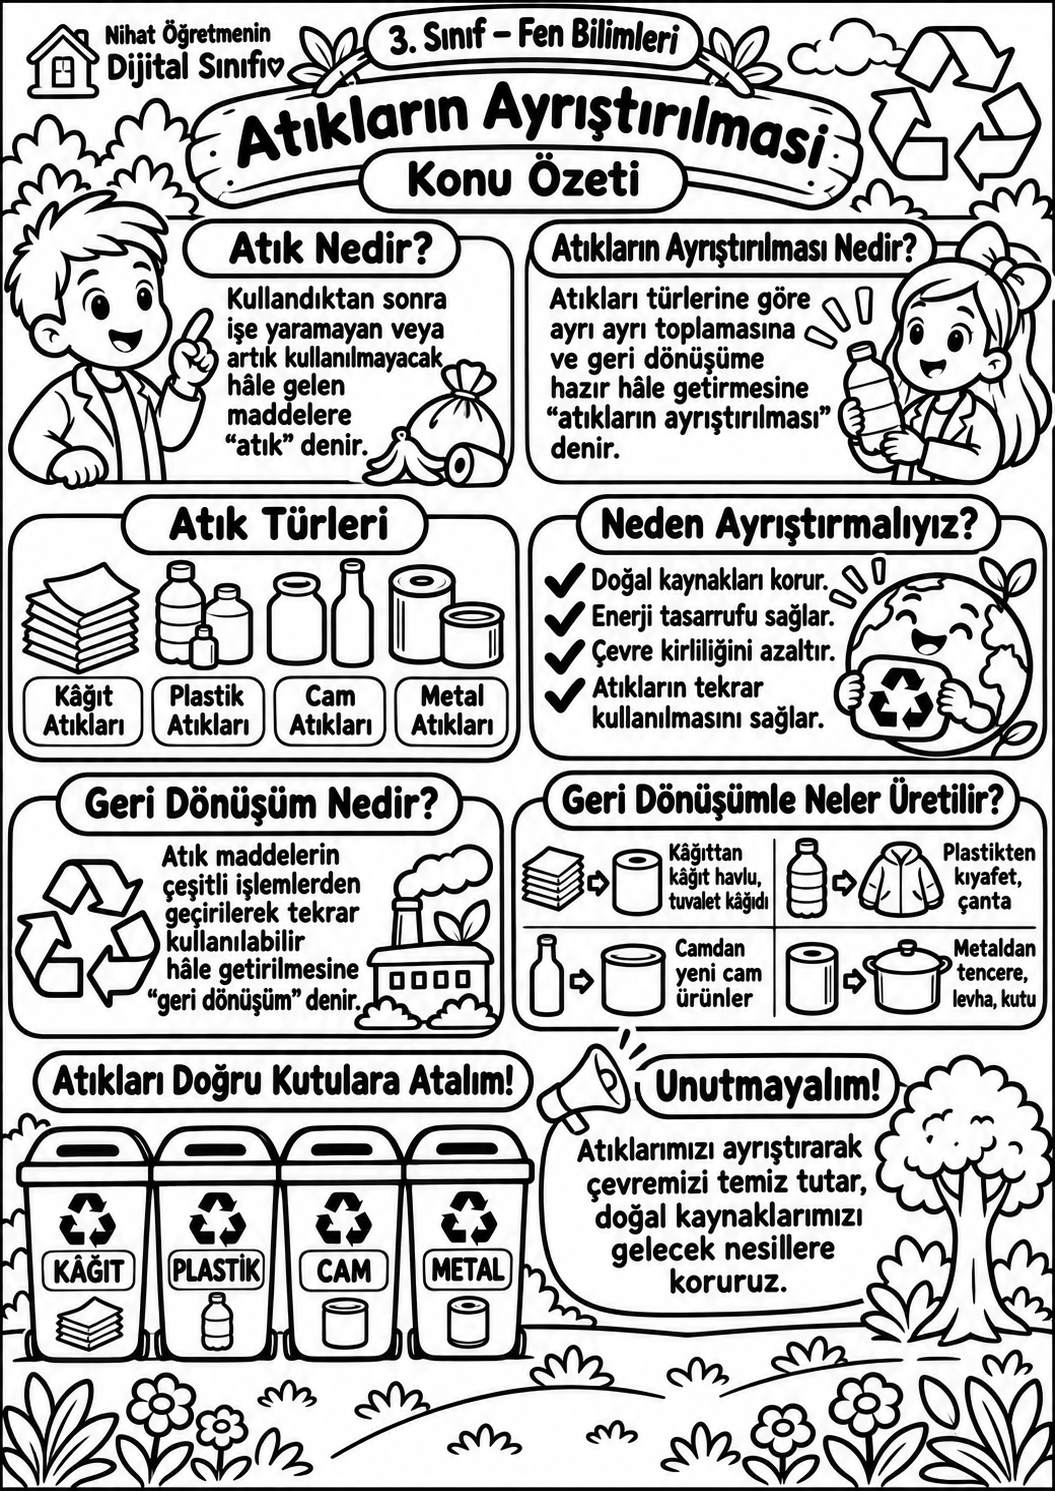 Nihat Öğretmenin
Dijital Sınıfı♡
3. Sınıf – Fen Bilimleri
Atıkların Ayrıştırılması
Konu Özeti
Atık Nedir?
Kullandıktan sonra
işe yaramayan veya
artık kullanılmayacak
hâle gelen
maddelere
“atık” denir.
Atıkların Ayrıştırılması Nedir?
Atıkları türlerine göre
ayrı ayrı toplamasına
ve geri dönüşüme
hazır hâle getirmesine
“atıkların ayrıştırılması”
denir.
Atık Türleri
Kâğıt
Atıkları
Plastik
Atıkları
Cam
Atıkları
Metal
Atıkları
Neden Ayrıştırmalıyız?
✔ Doğal kaynakları korur.
✔ Enerji tasarrufu sağlar.
✔ Çevre kirliliğini azaltır.
✔ Atıkların tekrar
kullanılmasını sağlar.
Geri Dönüşüm Nedir?
Atık maddelerin
çeşitli işlemlerden
geçirilerek tekrar
kullanılabilir
hâle getirilmesine
“geri dönüşüm” denir.
Geri Dönüşümle Neler Üretilir?
Kâğıttan
kâğıt havlu,
tuvalet kâğıdı
Plastikten
kıyafet,
çanta
Camdan
yeni cam
ürünler
Metaldan
tencere,
levha, kutu
Atıkları Doğru Kutulara Atalım!
KÂĞIT
PLASTİK
CAM
METAL
Unutmayalım!
Atıklarımızı ayrıştırarak
çevremizi temiz tutar,
doğal kaynaklarımızı
gelecek nesillere
koruruz.